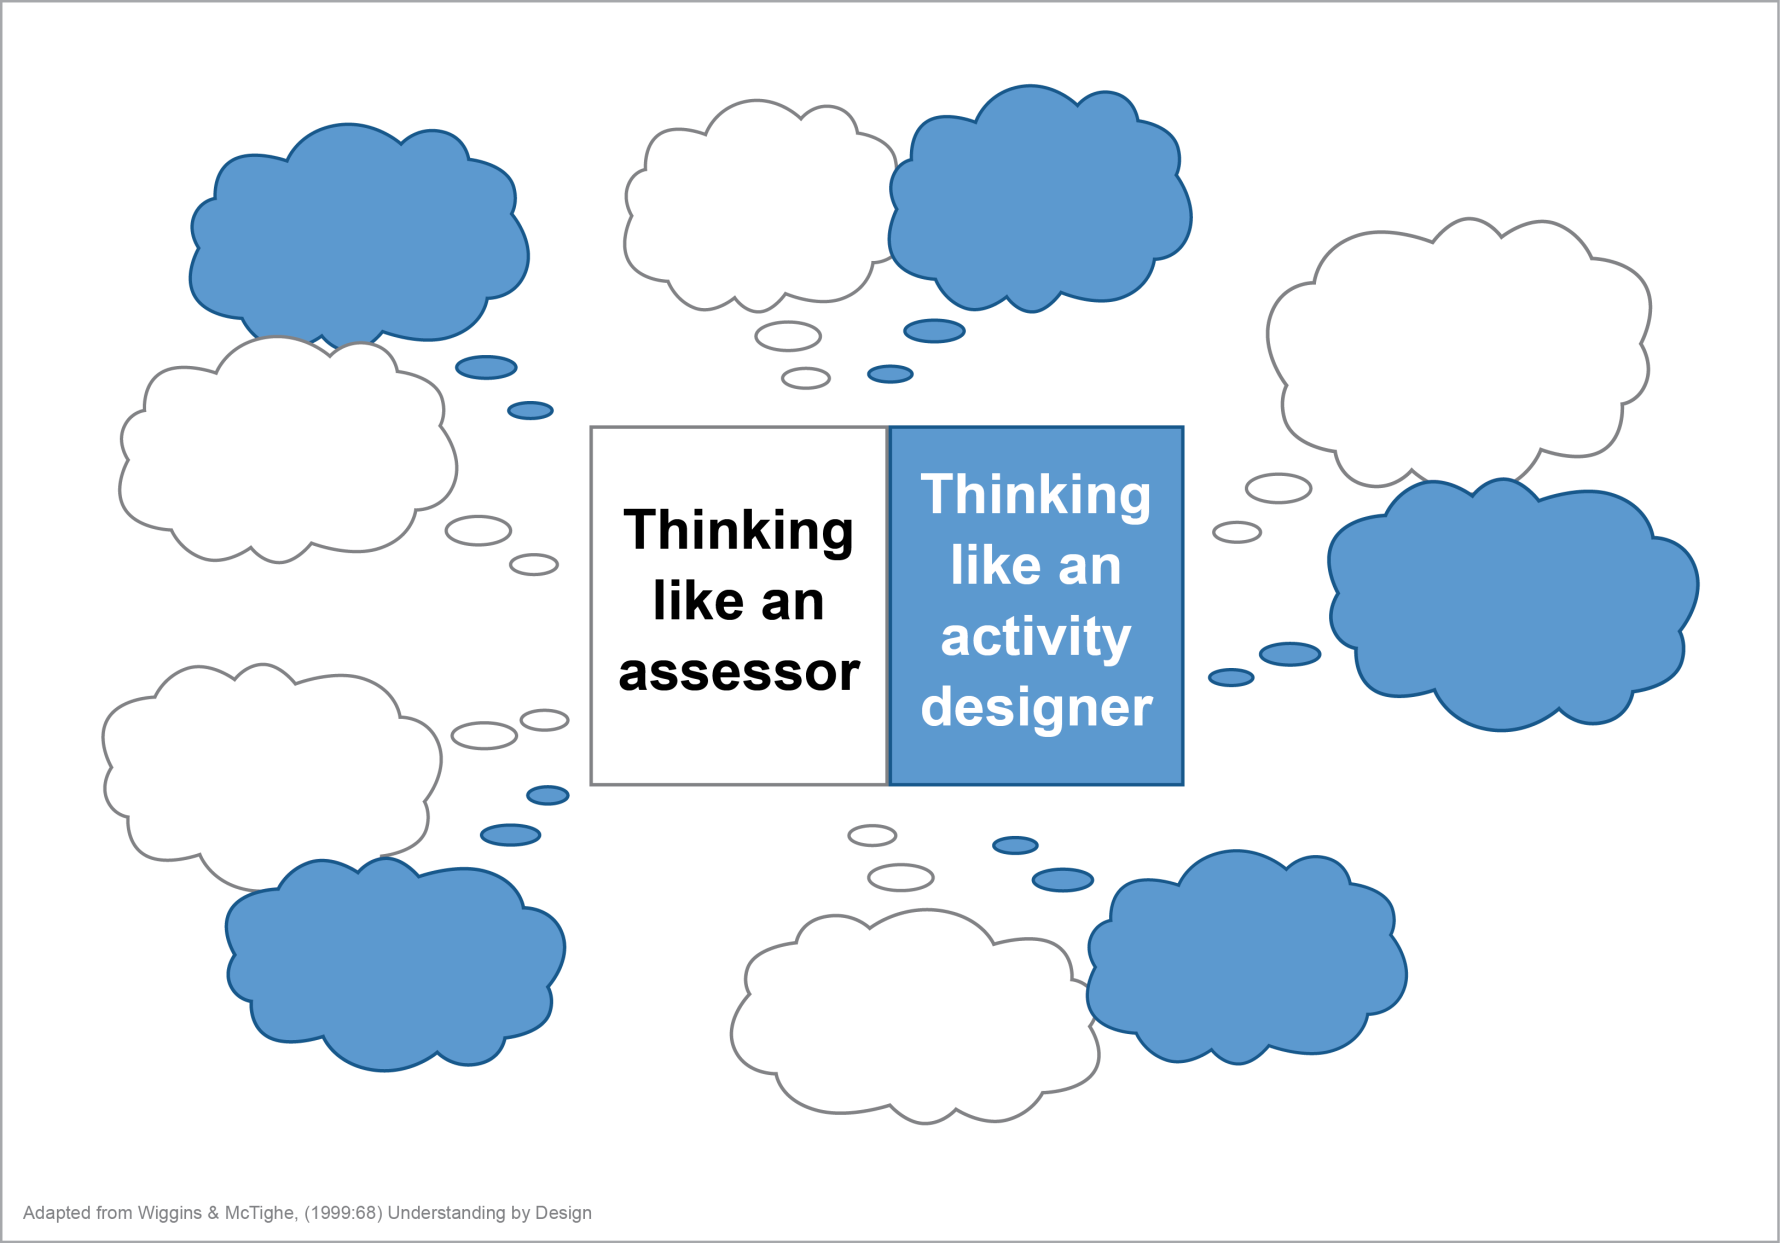 Thinking
like an
assessor
Thinking
like an
activity
designer
Adapted from Wiggins & McTighe, (1999:68) Understanding by Design